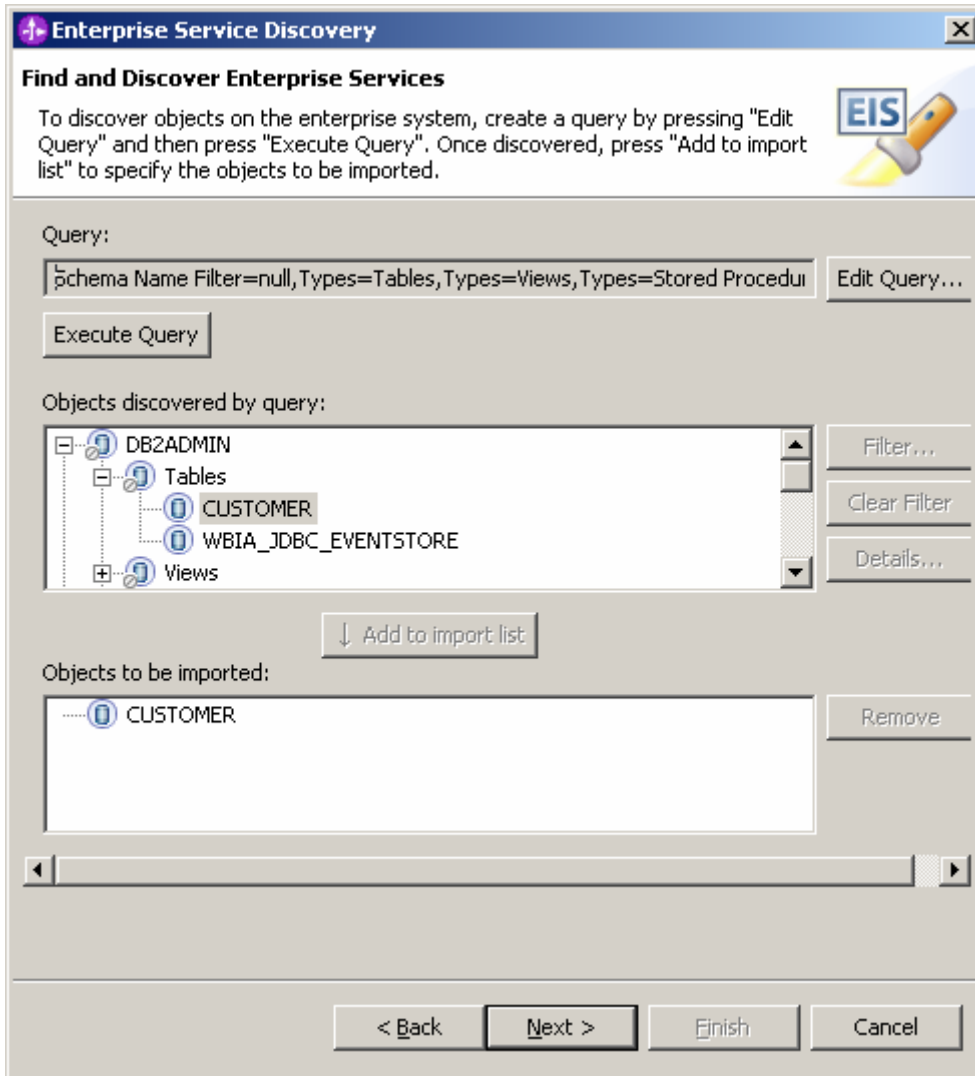 Enterprise Service Discovery
Find and Discover Enterprise Services
To discover objects on the enterprise system, create a query by pressing "Edit
Query" and then press "Execute Query". Once discovered, press "Add to import
list" to specify the objects to be imported.
EIS
Query:
Schema Name Filter=null,Types=Tables,Types=Views,Types=Stored Procedur
Edit Query...
Execute Query
Objects discovered by query:
DB2ADMIN
Tables
CUSTOMER
WBIA_JDBC_EVENTSTORE
Views
Filter...
Clear Filter
Details...
↓ Add to import list
Objects to be imported:
CUSTOMER
Remove
< Back
Next >
Finish
Cancel